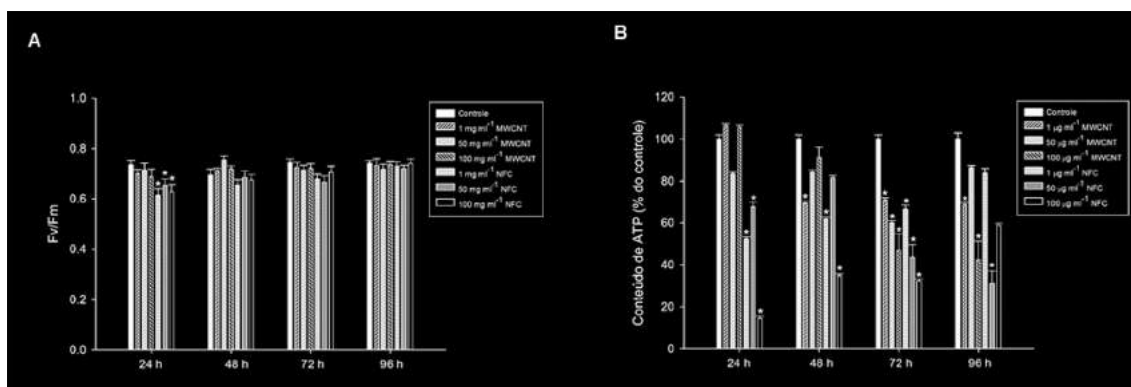 A
Fv/Fm
1.0
0.8
0.6
0.4
0.2
0.0
24 h
48 h
72 h
96 h
Controle
1 mg ml⁻¹ MWCNT
50 mg ml⁻¹ MWCNT
100 mg ml⁻¹ MWCNT
1 mg ml⁻¹ NFC
50 mg ml⁻¹ NFC
100 mg ml⁻¹ NFC
B
Conteúdo de ATP (% do controle)
120
100
80
60
40
20
0
24 h
48 h
72 h
96 h
Controle
1 µg ml⁻¹ MWCNT
50 µg ml⁻¹ MWCNT
100 µg ml⁻¹ MWCNT
1 µg ml⁻¹ NFC
50 µg ml⁻¹ NFC
100 µg ml⁻¹ NFC